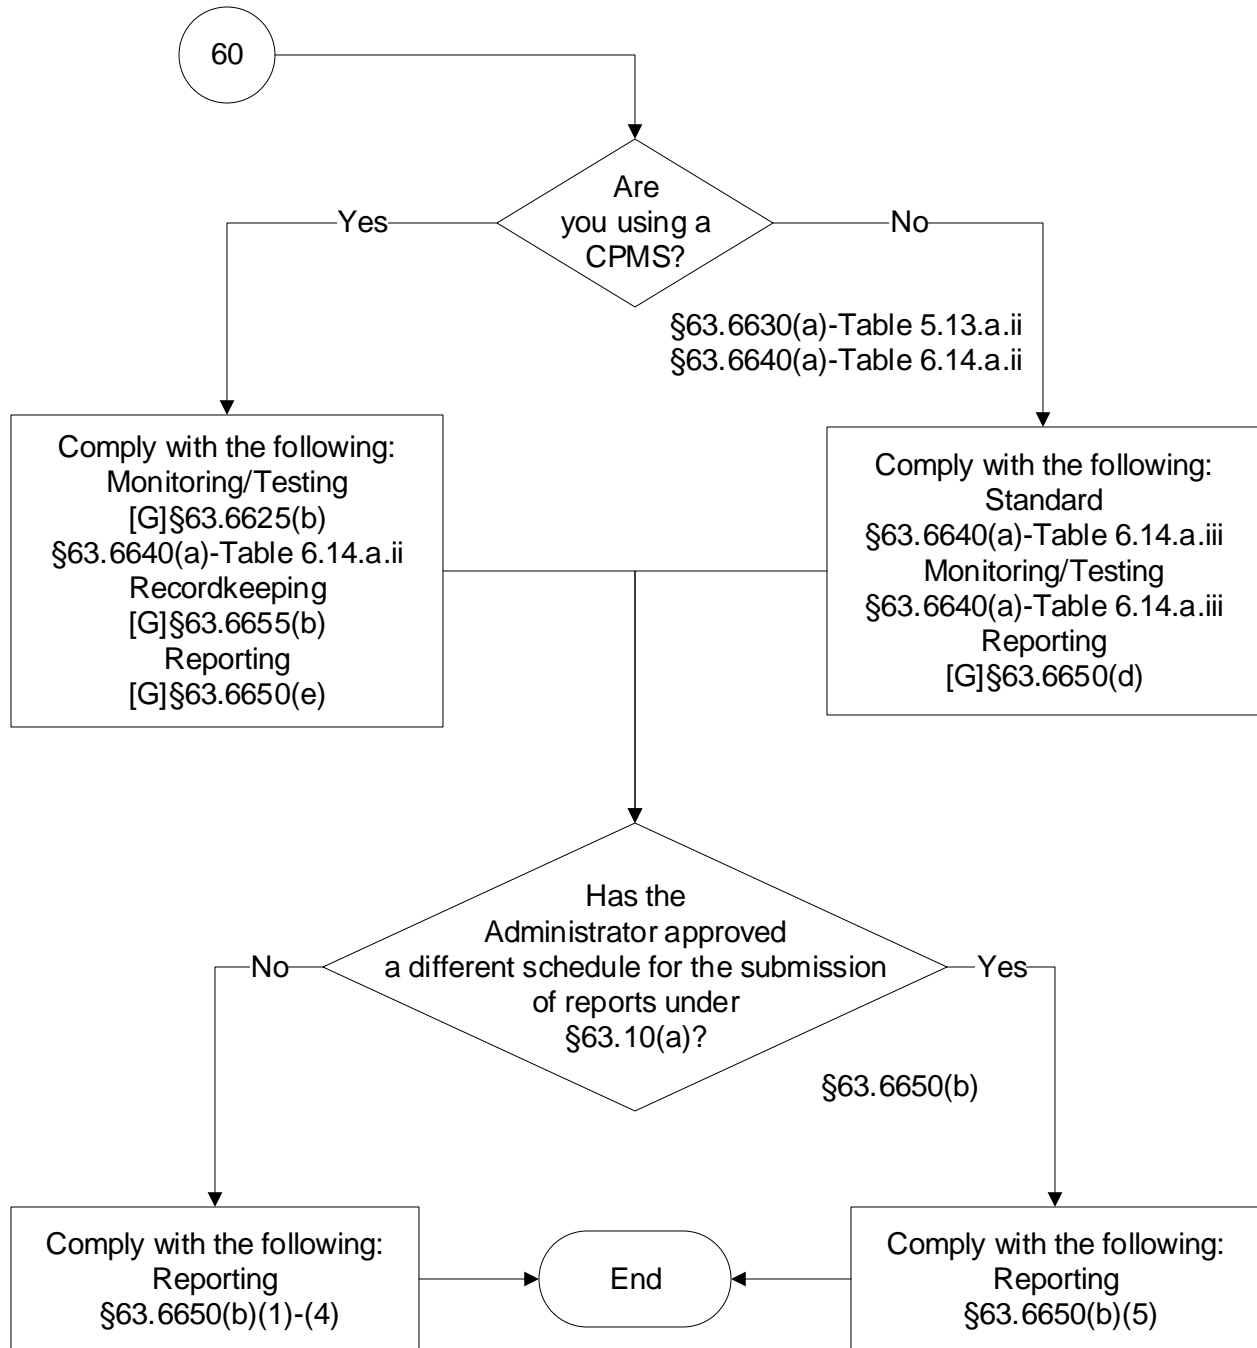 60
Are
you using a
CPMS?
Yes
No
§63.6630(a)-Table 5.13.a.ii
§63.6640(a)-Table 6.14.a.ii
Comply with the following:
Monitoring/Testing
[G]§63.6625(b)
§63.6640(a)-Table 6.14.a.ii
Recordkeeping
[G]§63.6655(b)
Reporting
[G]§63.6650(e)
Comply with the following:
Standard
§63.6640(a)-Table 6.14.a.iii
Monitoring/Testing
§63.6640(a)-Table 6.14.a.iii
Reporting
[G]§63.6650(d)
Has the
Administrator approved
a different schedule for the submission
of reports under
§63.10(a)?
No
Yes
§63.6650(b)
Comply with the following:
Reporting
§63.6650(b)(1)-(4)
End
Comply with the following:
Reporting
§63.6650(b)(5)